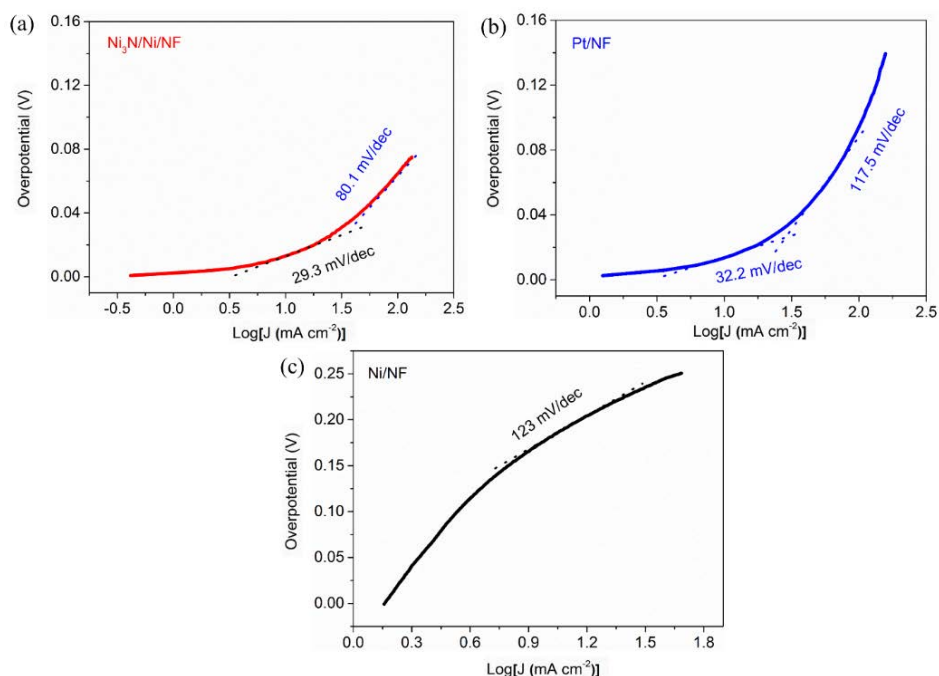 (a)
Ni₃N/Ni/NF
0.16
0.12
0.08
0.04
0.00
Overpotential (V)
80.1 mV/dec
29.3 mV/dec
-0.5 0.0 0.5 1.0 1.5 2.0 2.5
Log[J (mA cm⁻²)]
(b)
Pt/NF
0.16
0.12
0.08
0.04
0.00
Overpotential (V)
117.5 mV/dec
32.2 mV/dec
0.0 0.5 1.0 1.5 2.0 2.5
Log[J (mA cm⁻²)]
(c)
Ni/NF
0.25
0.20
0.15
0.10
0.05
0.00
Overpotential (V)
123 mV/dec
0.0 0.3 0.6 0.9 1.2 1.5 1.8
Log[J (mA cm⁻²)]